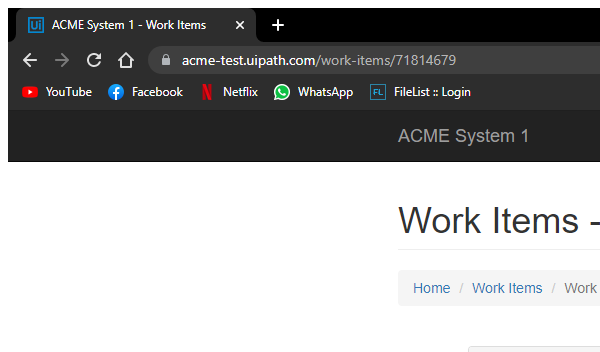 Ui ACME System 1 - Work Items
acme-test.uipath.com/work-items/71814679
YouTube Facebook Netflix WhatsApp FL FileList :: Login
ACME System 1
Work Items -
Home / Work Items / Work